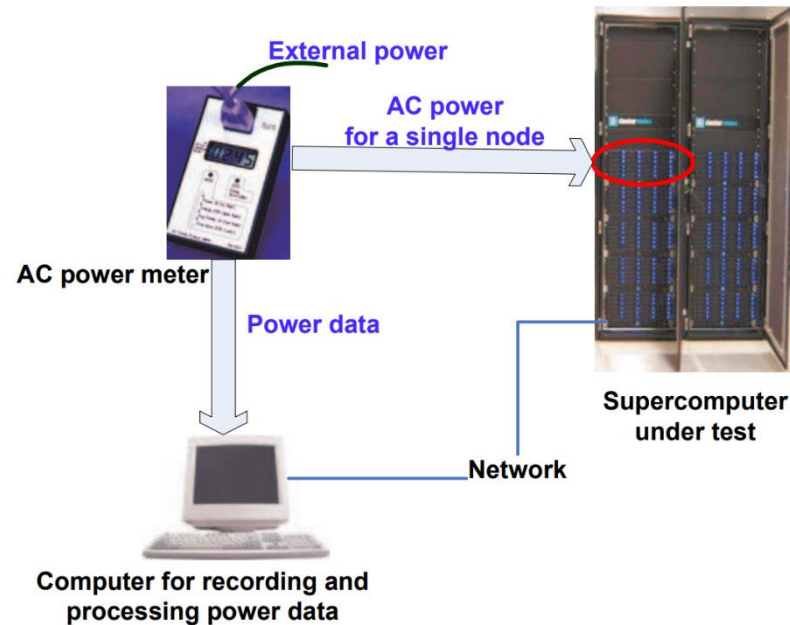 External power
AC power
for a single node
AC power meter
Power data
Supercomputer
under test
Network
Computer for recording and
processing power data